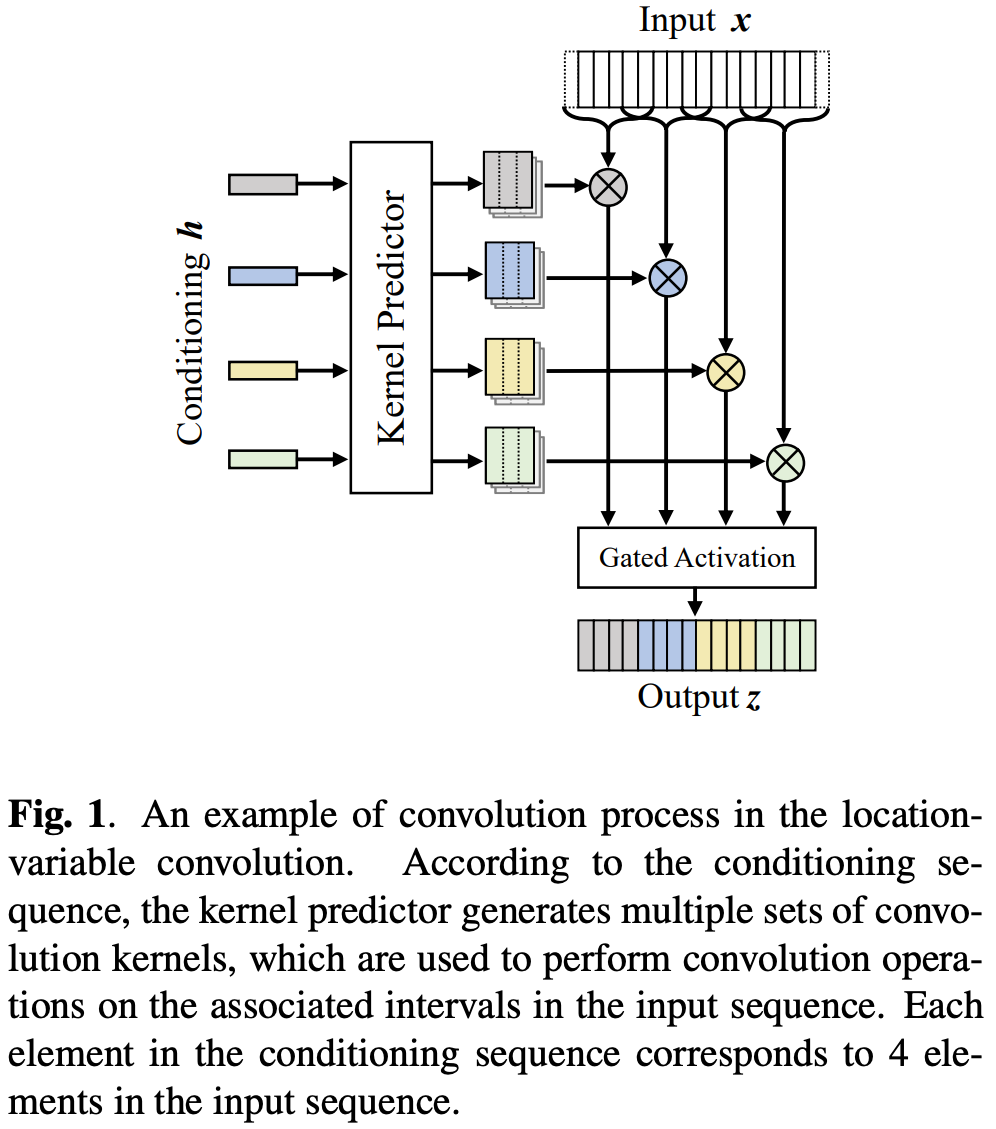 Input x
Conditioning h
Kernel Predictor
Gated Activation
Output z
Fig. 1. An example of convolution process in the location-
variable convolution. According to the conditioning se-
quence, the kernel predictor generates multiple sets of convo-
lution kernels, which are used to perform convolution opera-
tions on the associated intervals in the input sequence. Each
element in the conditioning sequence corresponds to 4 ele-
ments in the input sequence.